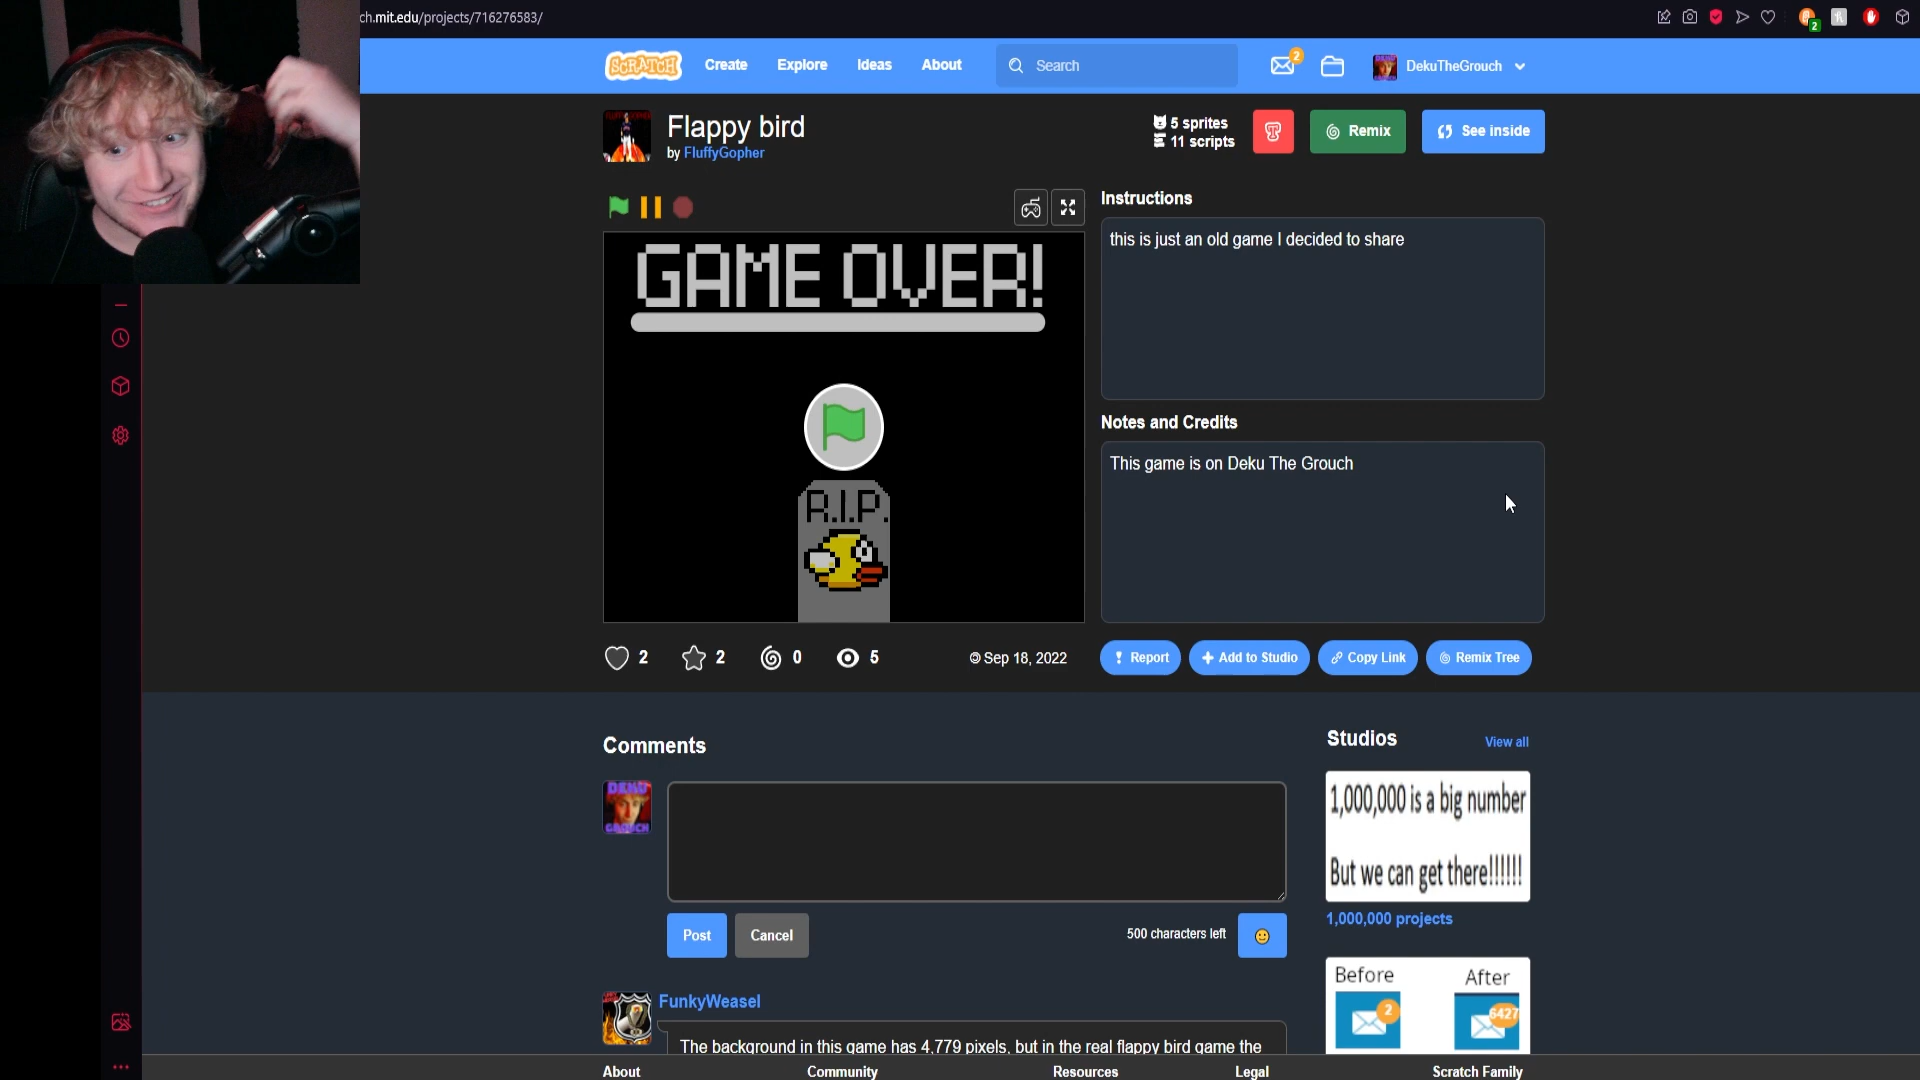 ch.mit.edu/projects/716276583/
2
SCRATCH
Create
Explore
Ideas
About
Search
2
DekuTheGrouch
Flappy bird
by FluffyGopher
5 sprites
11 scripts
Remix
See inside
Instructions
this is just an old game I decided to share
GAME OVER!
R.I.P.
Notes and Credits
This game is on Deku The Grouch
2
2
0
5
Sep 18, 2022
Report
Add to Studio
Copy Link
Remix Tree
Comments
DEKU
GROUCH
Post
Cancel
500 characters left
Studios
View all
1,000,000 is a big number
But we can get there!!!!!!
1,000,000 projects
Before
After
2
6427
FunkyWeasel
The background in this game has 4,779 pixels, but in the real flappy bird game the
About
Community
Resources
Legal
Scratch Family